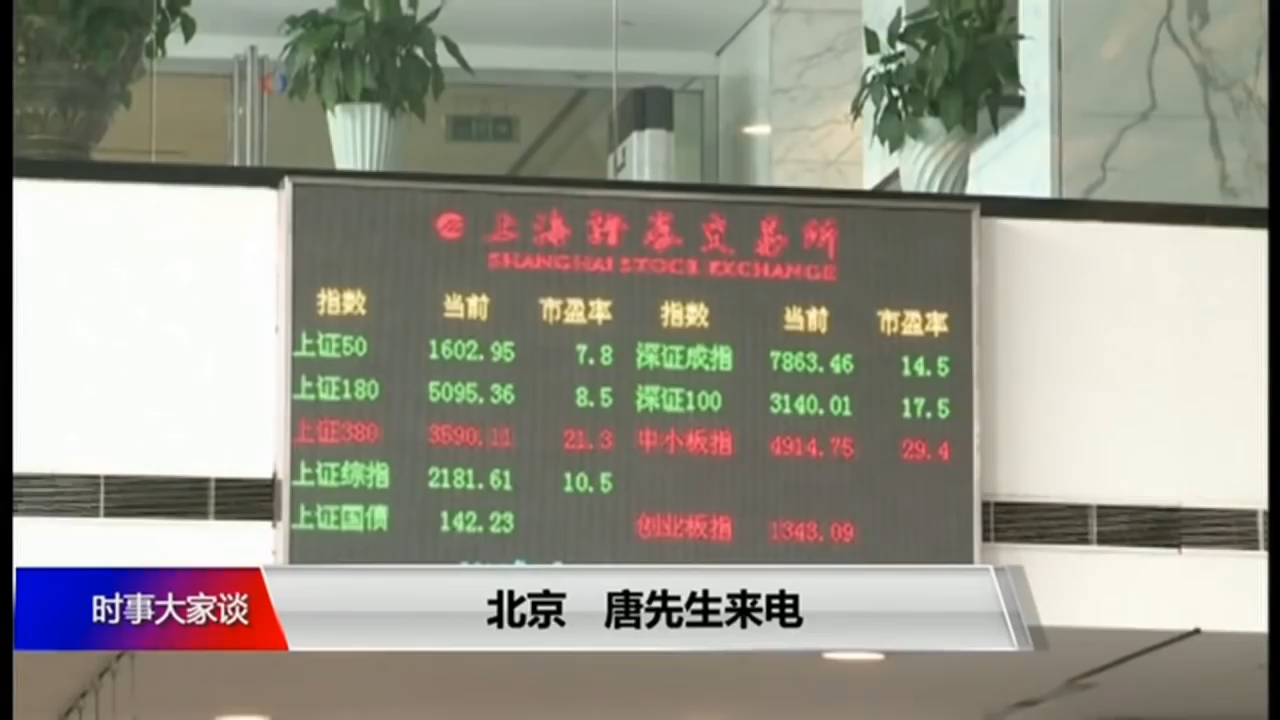 上海证券交易所
SHANGHAI STOCK EXCHANGE
指数 当前 市盈率 指数 当前 市盈率
上证50 1602.95 7.8 深证成指 7863.46 14.5
上证180 5095.36 8.5 深证100 3140.01 17.5
上证380 3590.11 21.3 中小板指 4914.75 29.4
上证综指 2181.61 10.5
上证国债 142.23 创业板指 1343.09
时事大家谈 北京 唐先生来电